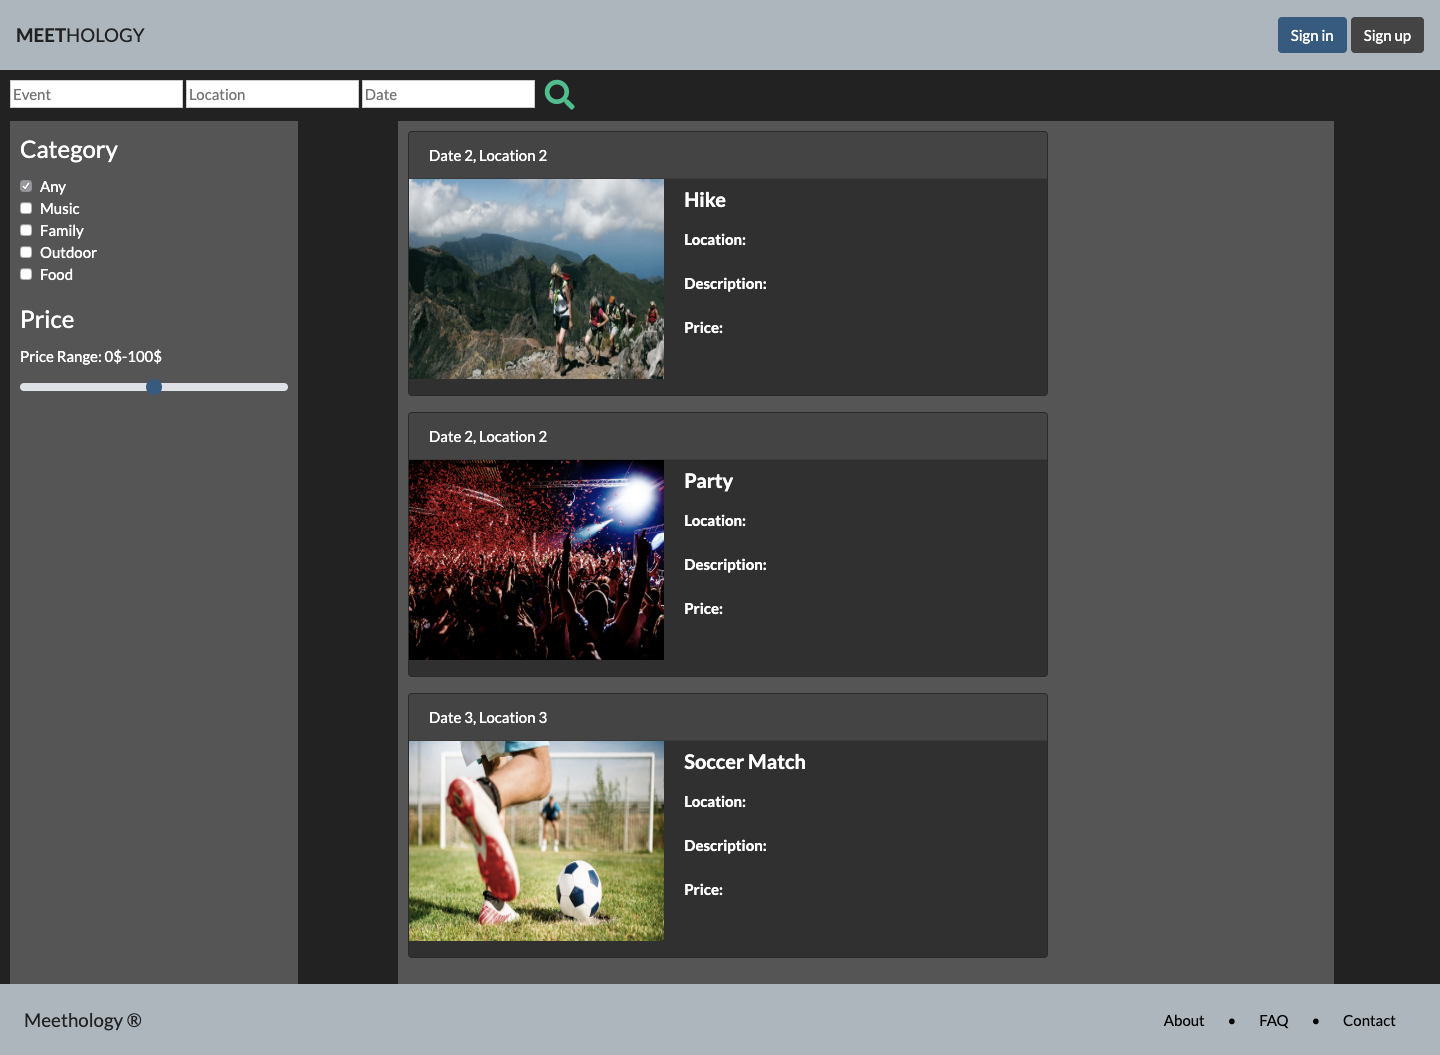 MEETHOLOGY
Sign in
Sign up
Event
Location
Date
Category
Any
Music
Family
Outdoor
Food
Price
Price Range: 0$-100$
Date 2, Location 2
Hike
Location:
Description:
Price:
Date 2, Location 2
Party
Location:
Description:
Price:
Date 3, Location 3
Soccer Match
Location:
Description:
Price:
Meethology ®
About • FAQ • Contact